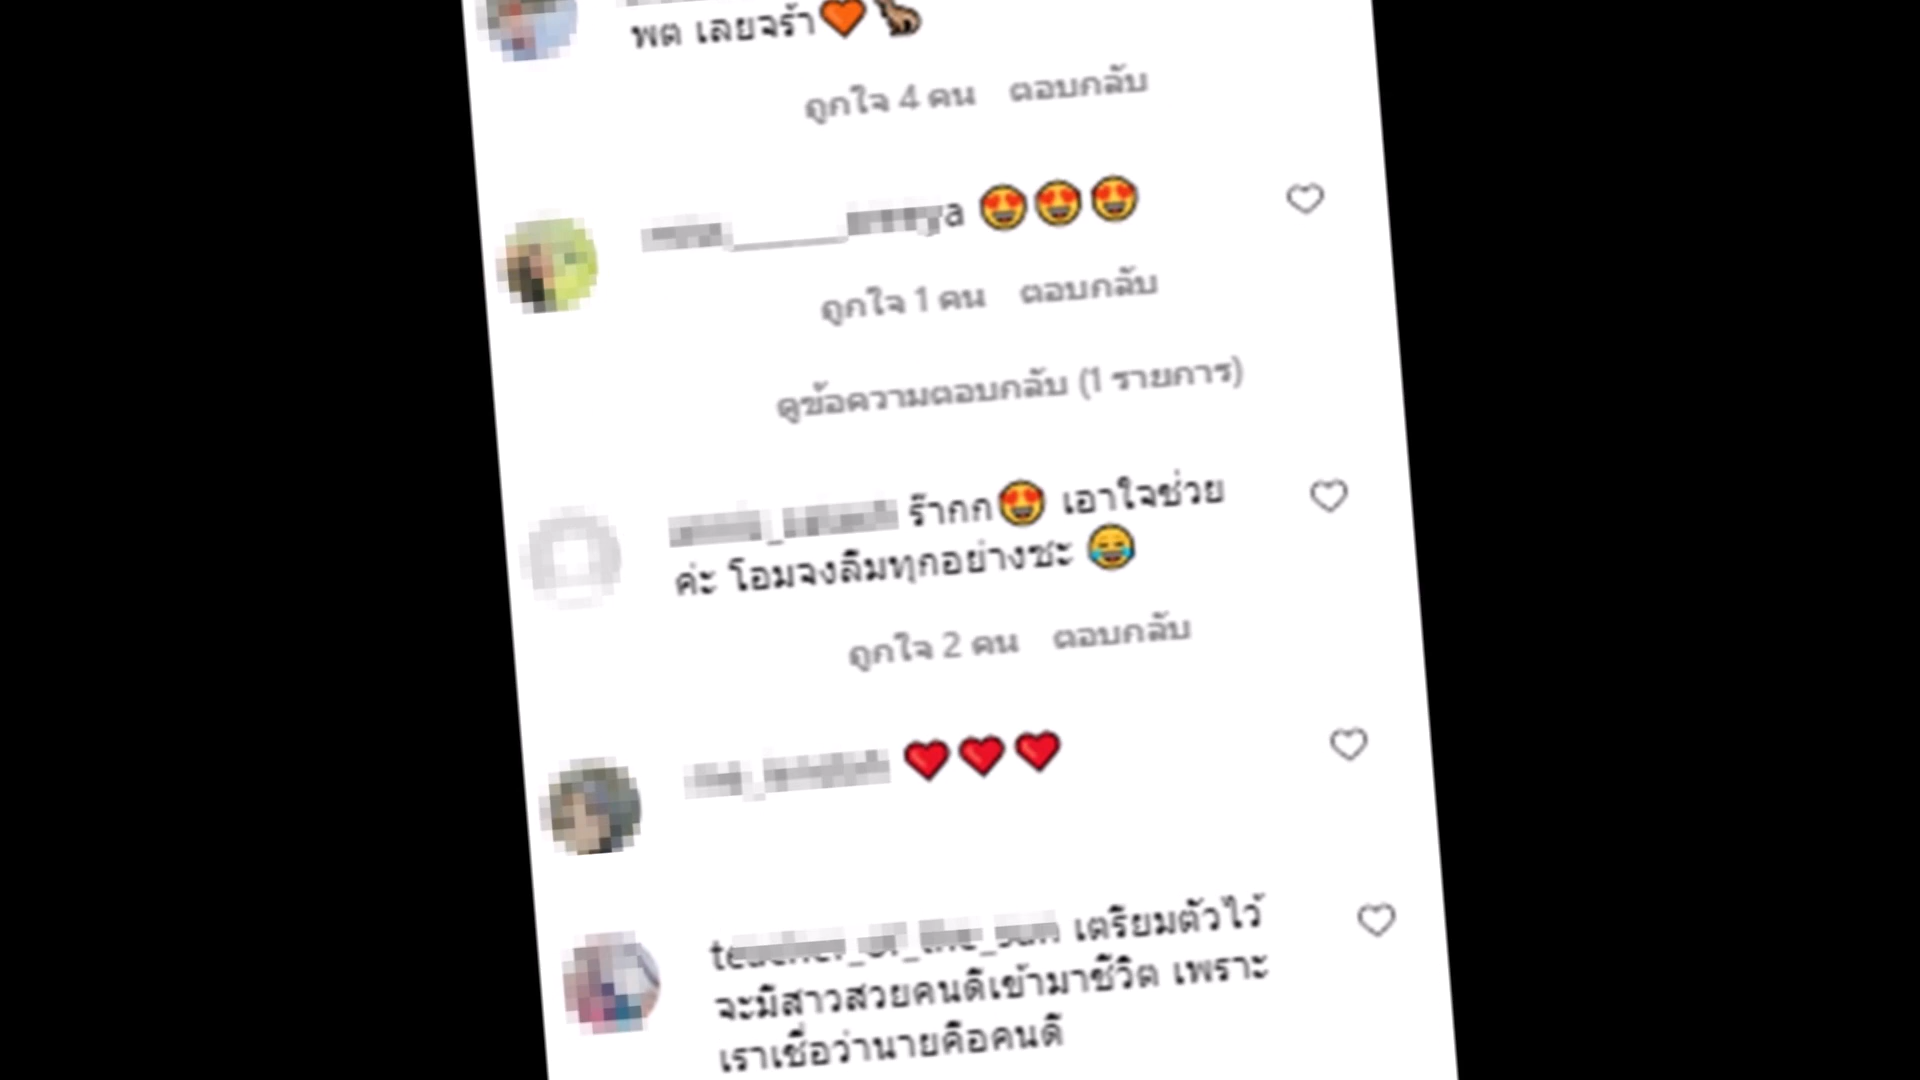 พต เลยจร้า🧡🦒
ถูกใจ 4 คน ตอบกลับ
a 😍😍😍
ถูกใจ 1 คน ตอบกลับ
ดูข้อความตอบกลับ (1 รายการ)
ร๊ากก😍 เอาใจช่วย
ค่ะ โอมจงลืมทุกอย่างซะ 😂
ถูกใจ 2 คน ตอบกลับ
❤️❤️❤️
เตรียมตัวไว้
จะมีสาวสวยคนดีเข้ามาชีวิต เพราะ
เราเชื่อว่านายคือคนดี